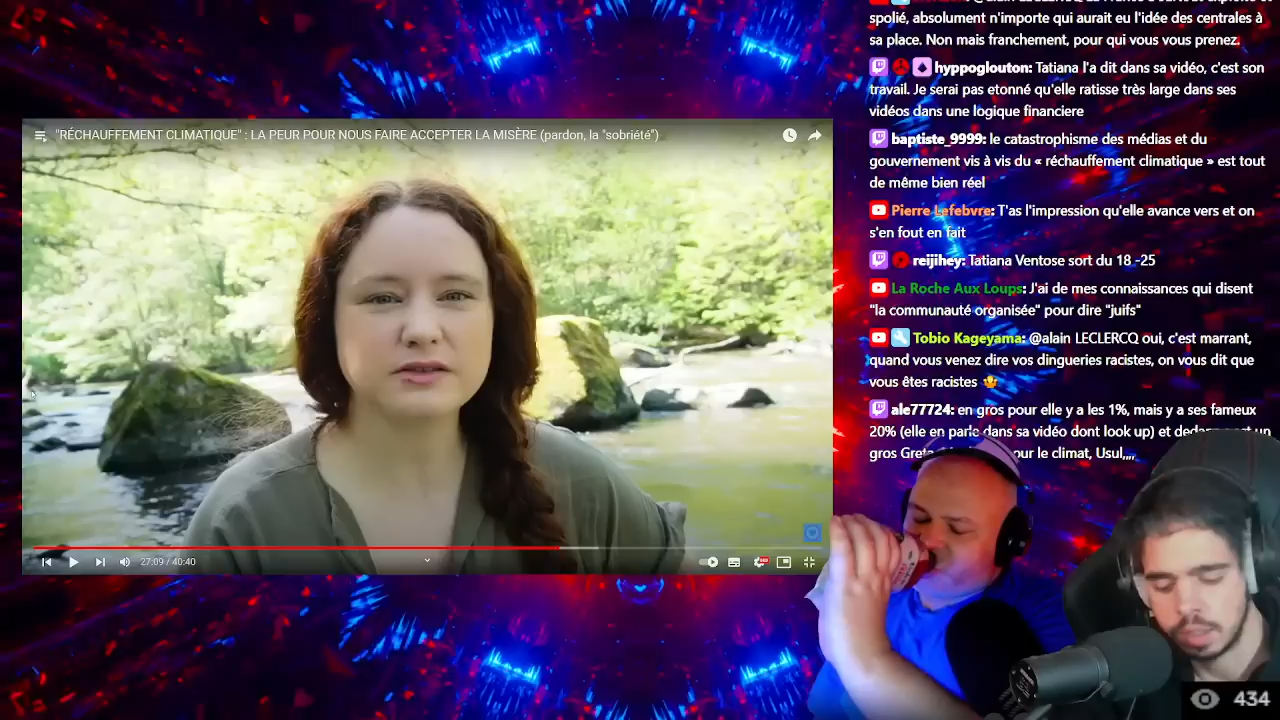 "RÉCHAUFFEMENT CLIMATIQUE" : LA PEUR POUR NOUS FAIRE ACCEPTER LA MISÈRE (pardon, la "sobriété")
27:09 / 40:40
spolié, absolument n'importe qui aurait eu l'idée des centrales à
sa place. Non mais franchement, pour qui vous vous prenez.
hyppoglouton: Tatiana l'a dit dans sa vidéo, c'est son
travail. Je serai pas etonné qu'elle ratisse très large dans ses
vidéos dans une logique financiere
baptiste_9999: le catastrophisme des médias et du
gouvernement vis à vis du « réchauffement climatique » est tout
de même bien réel
Pierre Lefebvre: T'as l'impression qu'elle avance vers et on
s'en fout en fait
reijihey: Tatiana Ventose sort du 18 -25
La Roche Aux Loups: J'ai de mes connaissances qui disent
"la communauté organisée" pour dire "juifs"
Tobio Kageyama: @alain LECLERCQ oui, c'est marrant,
quand vous venez dire vos dingueries racistes, on vous dit que
vous êtes racistes
ale77724: en gros pour elle y a les 1%, mais y a ses fameux
20% (elle en parle dans sa vidéo dont look up) et un
gros Greta pour le climat, Usul,,,,
434